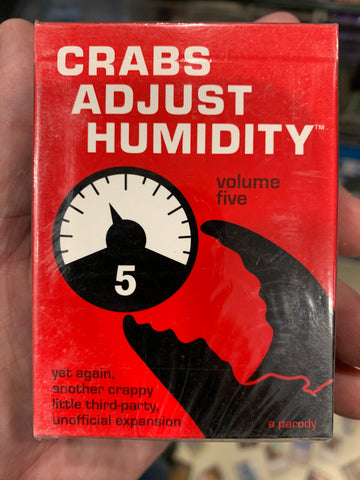 CRABS
ADJUST
HUMIDITY™
volume
five
5
yet again,
another crappy
little third-party,
unofficial expansion
a parody